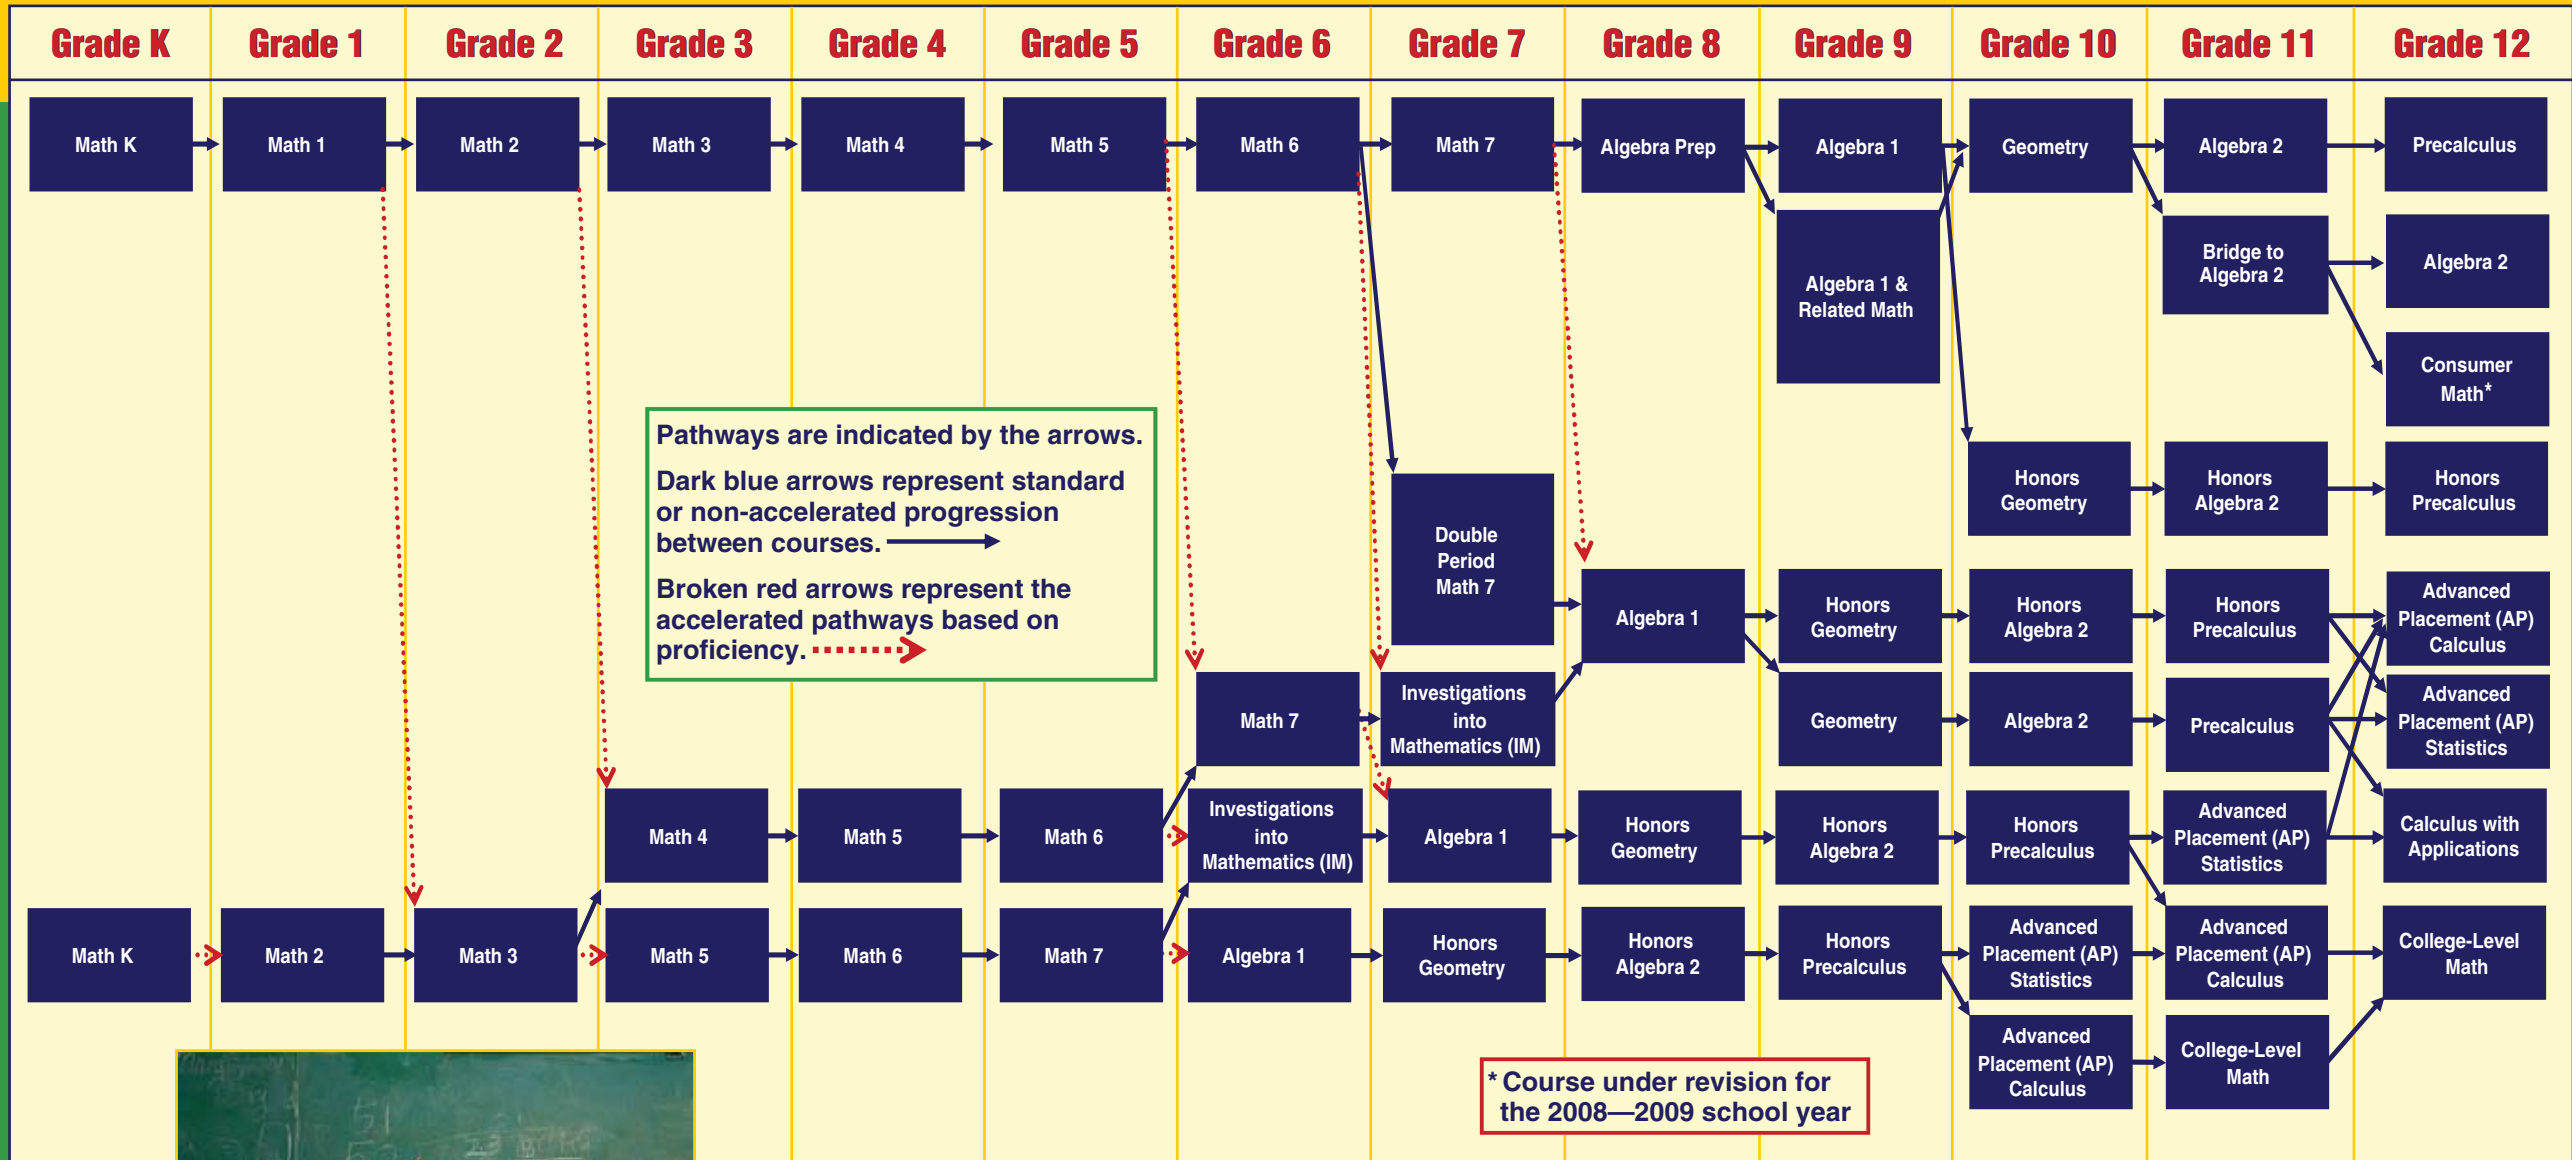 Grade K
Grade 1
Grade 2
Grade 3
Grade 4
Grade 5
Grade 6
Grade 7
Grade 8
Grade 9
Grade 10
Grade 11
Grade 12
Math K
Math 1
Math 2
Math 3
Math 4
Math 5
Math 6
Math 7
Algebra Prep
Algebra 1
Geometry
Algebra 2
Precalculus
Algebra 1 &
Related Math
Bridge to
Algebra 2
Algebra 2
Consumer
Math*
Pathways are indicated by the arrows.
Dark blue arrows represent standard
or non-accelerated progression
between courses.
Broken red arrows represent the
accelerated pathways based on
proficiency.
Double
Period
Math 7
Honors
Geometry
Honors
Algebra 2
Honors
Precalculus
Algebra 1
Honors
Geometry
Honors
Algebra 2
Honors
Precalculus
Advanced
Placement (AP)
Calculus
Math 7
Investigations
into
Mathematics (IM)
Geometry
Algebra 2
Precalculus
Advanced
Placement (AP)
Statistics
Math 4
Math 5
Math 6
Investigations
into
Mathematics (IM)
Algebra 1
Honors
Geometry
Honors
Algebra 2
Honors
Precalculus
Advanced
Placement (AP)
Statistics
Calculus with
Applications
Math K
Math 2
Math 3
Math 5
Math 6
Math 7
Algebra 1
Honors
Geometry
Honors
Algebra 2
Honors
Precalculus
Advanced
Placement (AP)
Statistics
Advanced
Placement (AP)
Calculus
College-Level
Math
Advanced
Placement (AP)
Calculus
College-Level
Math
* Course under revision for
the 2008—2009 school year
51